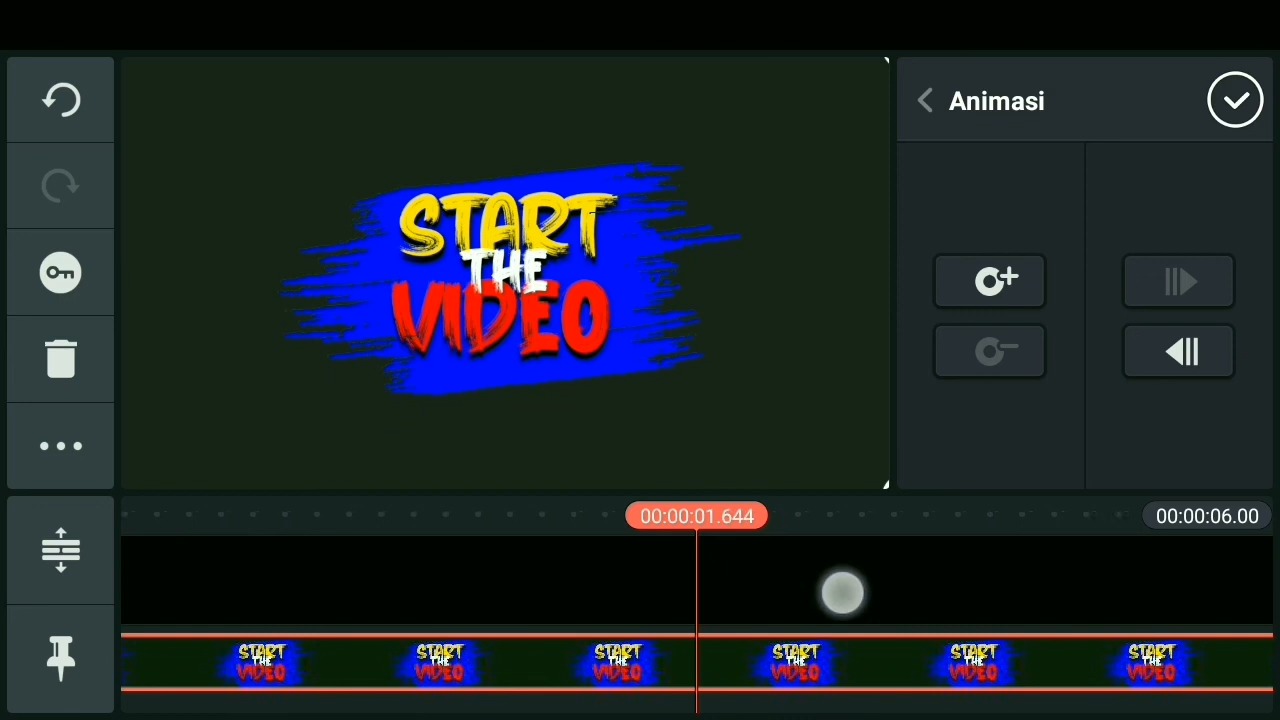 Animasi
START
THE
VIDEO
00:00:01.644
00:00:06.00
START
THE
VIDEO
START
THE
VIDEO
START
THE
VIDEO
START
THE
VIDEO
START
THE
VIDEO
START
THE
VIDEO